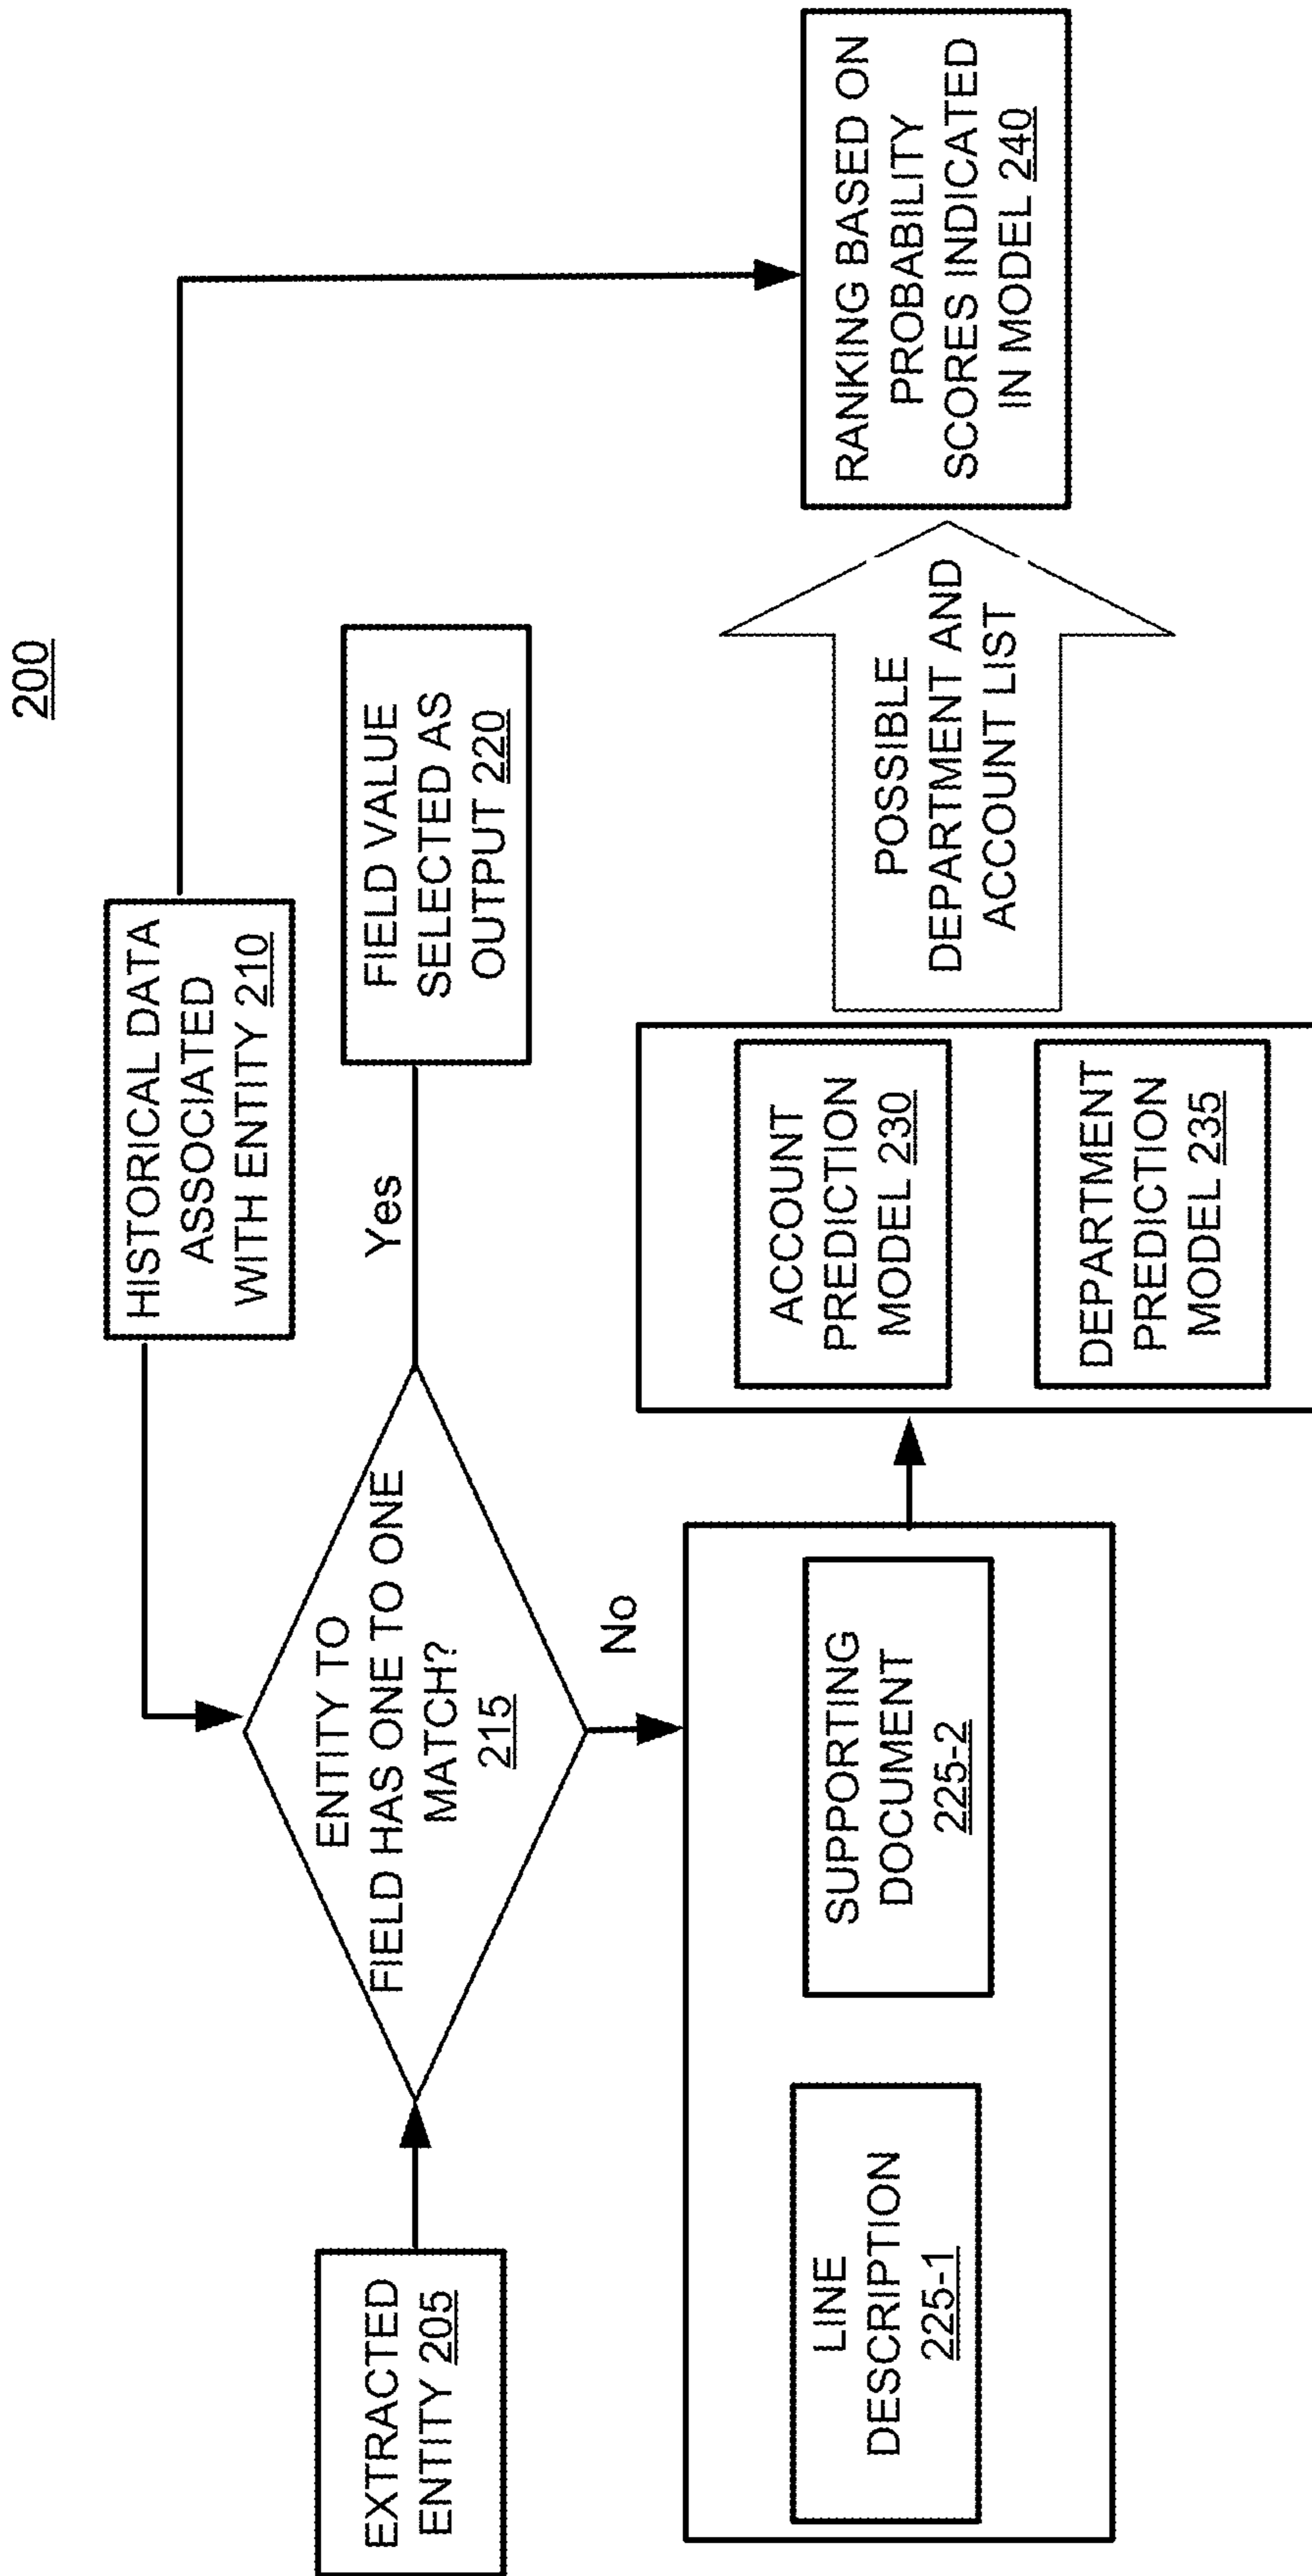 200
HISTORICAL DATA
ASSOCIATED
WITH ENTITY 210
EXTRACTED
ENTITY 205
ENTITY TO
FIELD HAS ONE TO ONE
MATCH?
215
Yes
FIELD VALUE
SELECTED AS
OUTPUT 220
No
LINE
DESCRIPTION
225-1
SUPPORTING
DOCUMENT
225-2
ACCOUNT
PREDICTION
MODEL 230
DEPARTMENT
PREDICTION
MODEL 235
POSSIBLE
DEPARTMENT AND
ACCOUNT LIST
RANKING BASED ON
PROBABILITY
SCORES INDICATED
IN MODEL 240